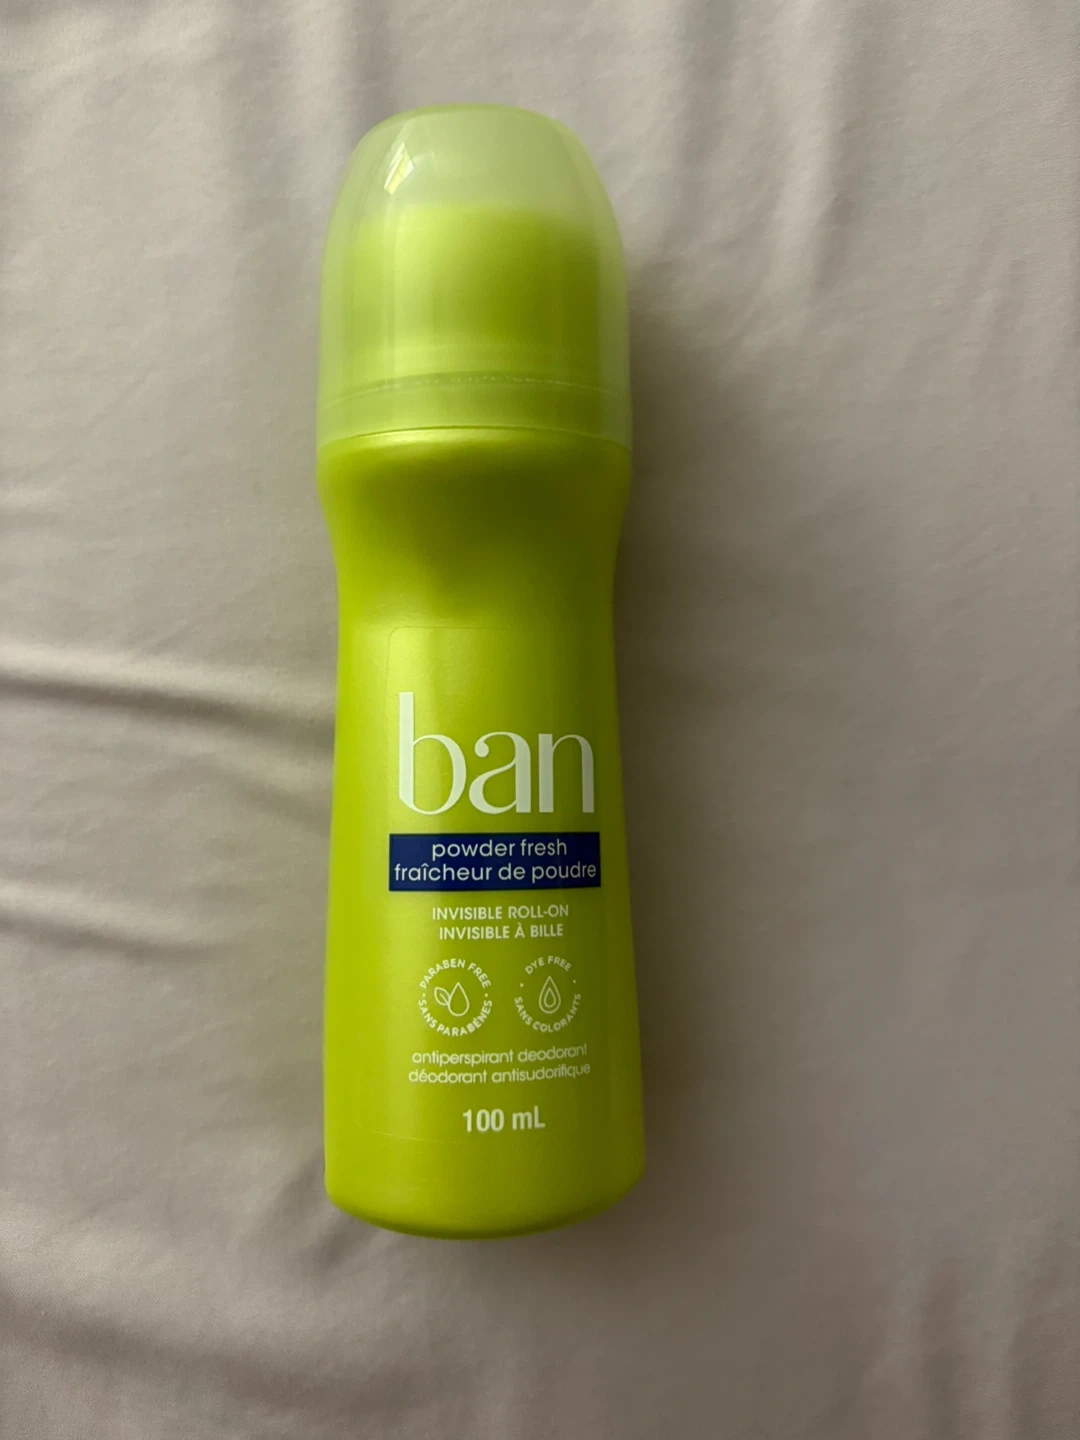 ban
powder fresh
fraîcheur de poudre
INVISIBLE ROLL-ON
INVISIBLE À BILLE
PARABEN FREE
SANS PARABÈNES
DYE FREE
SANS COLORANTS
antiperspirant deodorant
déodorant antisudorifique
100 mL